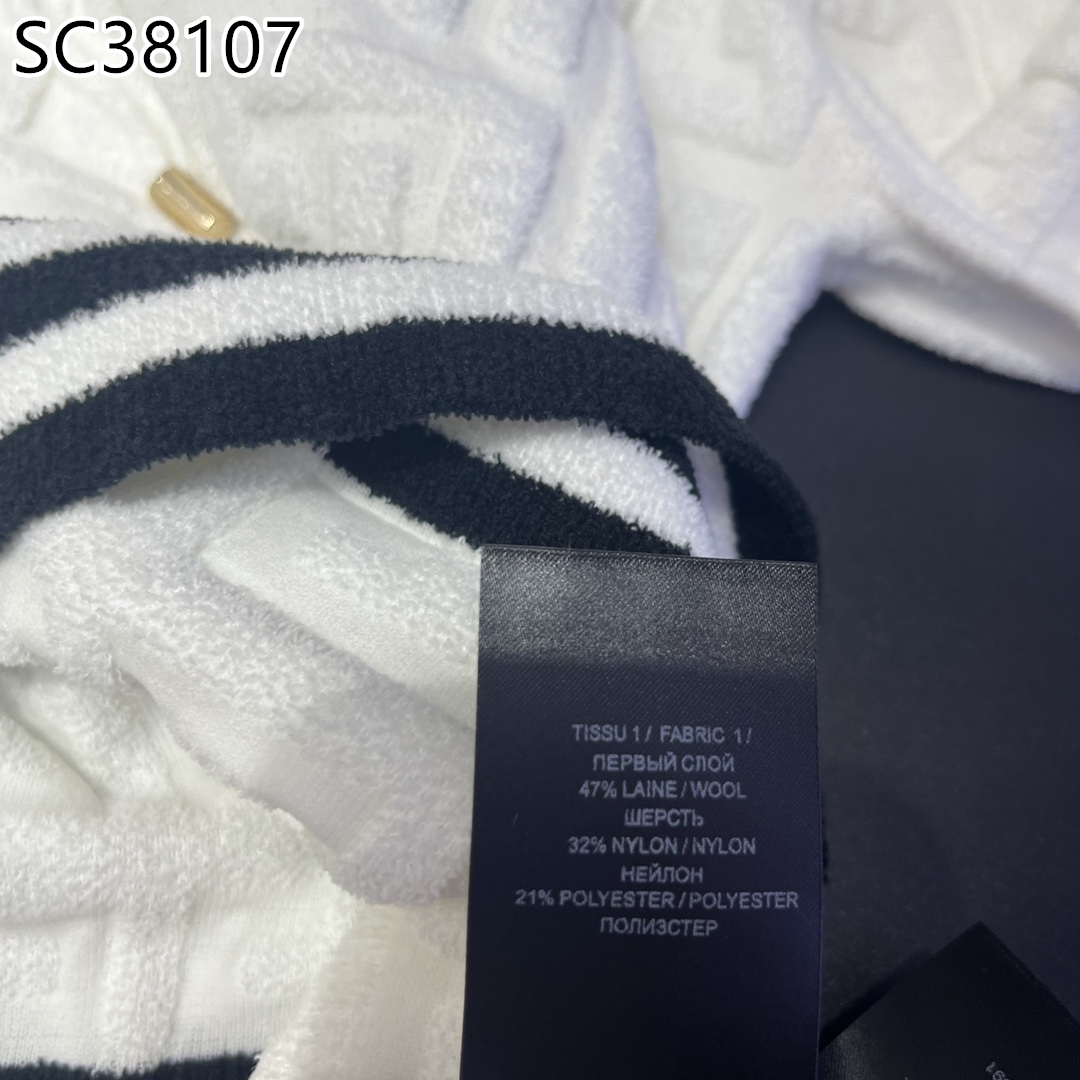 SC38107
TISSU 1 / FABRIC 1 /
ПЕРВЫЙ СЛОЙ
47% LAINE / WOOL
ШЕРСТЬ
32% NYLON / NYLON
НЕЙЛОН
21% POLYESTER / POLYESTER
ПОЛИЗСТЕР